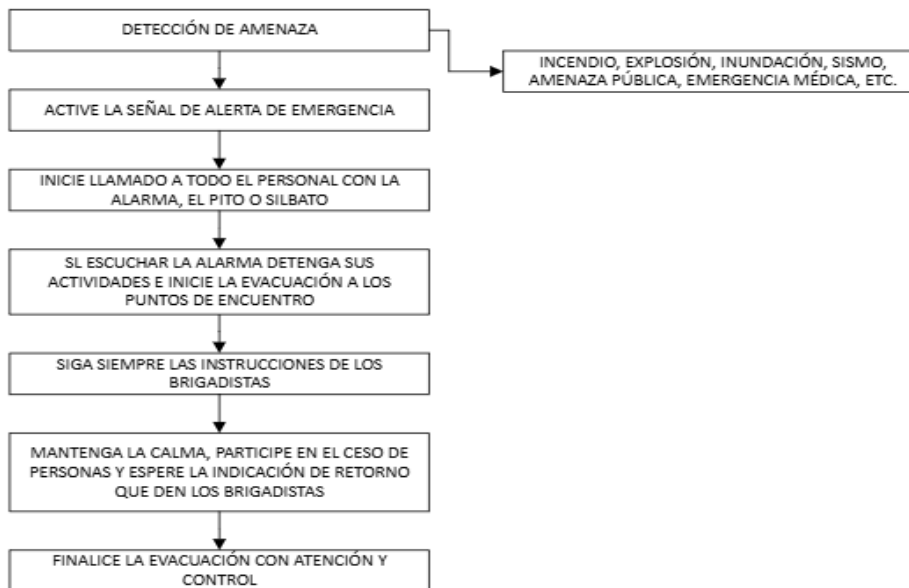 DETECCIÓN DE AMENAZA
INCENDIO, EXPLOSIÓN, INUNDACIÓN, SISMO,
AMENAZA PÚBLICA, EMERGENCIA MÉDICA, ETC.
ACTIVE LA SEÑAL DE ALERTA DE EMERGENCIA
INICIE LLAMADO A TODO EL PERSONAL CON LA
ALARMA, EL PITO O SILBATO
SL ESCUCHAR LA ALARMA DETENGA SUS
ACTIVIDADES E INICIE LA EVACUACIÓN A LOS
PUNTOS DE ENCUENTRO
SIGA SIEMPRE LAS INSTRUCCIONES DE LOS
BRIGADISTAS
MANTENGA LA CALMA, PARTICIPE EN EL CESO DE
PERSONAS Y ESPERE LA INDICACIÓN DE RETORNO
QUE DEN LOS BRIGADISTAS
FINALICE LA EVACUACIÓN CON ATENCIÓN Y
CONTROL